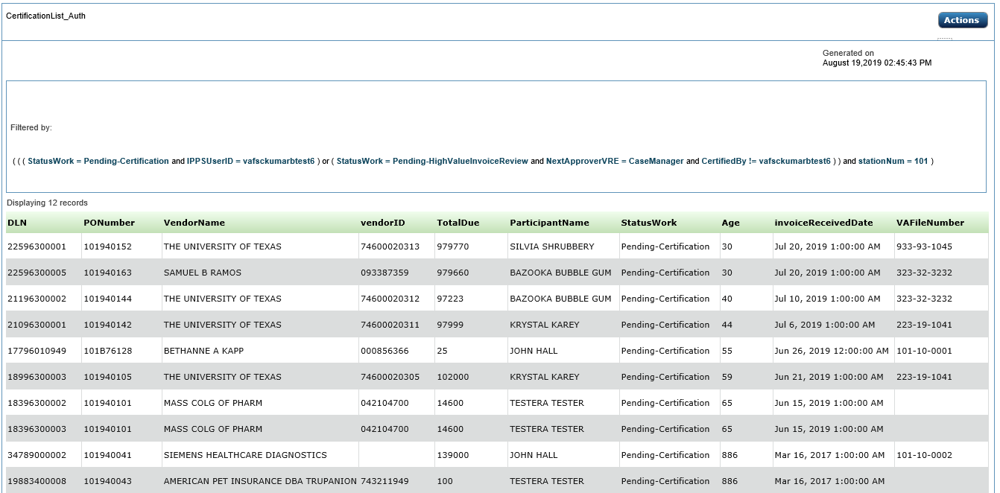 CertificationList_Auth
Actions
Generated on
August 19,2019 02:45:43 PM
Filtered by:
( ( ( StatusWork = Pending-Certification and IPPSUserID = vafsckumarbtest6 ) or ( StatusWork = Pending-HighValueInvoiceReview and NextApproverVRE = CaseManager and CertifiedBy != vafsckumarbtest6 ) ) and stationNum = 101 )
Displaying 12 records
DLN PONumber VendorName vendorID TotalDue ParticipantName StatusWork Age invoiceReceivedDate VAFileNumber
22596300001 101940152 THE UNIVERSITY OF TEXAS 74600020313 979770 SILVIA SHRUBBERY Pending-Certification 30 Jul 20, 2019 1:00:00 AM 933-93-1045
22596300005 101940163 SAMUEL B RAMOS 093387359 979660 BAZOOKA BUBBLE GUM Pending-Certification 30 Jul 20, 2019 1:00:00 AM 323-32-3232
21196300002 101940144 THE UNIVERSITY OF TEXAS 74600020312 97223 BAZOOKA BUBBLE GUM Pending-Certification 40 Jul 10, 2019 1:00:00 AM 323-32-3232
21096300001 101940142 THE UNIVERSITY OF TEXAS 74600020311 97999 KRYSTAL KAREY Pending-Certification 44 Jul 6, 2019 1:00:00 AM 223-19-1041
17796010949 101B76128 BETHANNE A KAPP 000856366 25 JOHN HALL Pending-Certification 55 Jun 26, 2019 12:00:00 AM 101-10-0001
18996300003 101940105 THE UNIVERSITY OF TEXAS 74600020305 102000 KRYSTAL KAREY Pending-Certification 59 Jun 21, 2019 1:00:00 AM 223-19-1041
18396300002 101940101 MASS COLG OF PHARM 042104700 14600 TESTERA TESTER Pending-Certification 65 Jun 15, 2019 1:00:00 AM
18396300003 101940101 MASS COLG OF PHARM 042104700 14600 TESTERA TESTER Pending-Certification 65 Jun 15, 2019 1:00:00 AM
34789000002 101940041 SIEMENS HEALTHCARE DIAGNOSTICS 139000 JOHN HALL Pending-Certification 886 Mar 16, 2017 1:00:00 AM 101-10-0002
19883400008 101940043 AMERICAN PET INSURANCE DBA TRUPANION 743211949 100 TESTERA TESTER Pending-Certification 886 Mar 16, 2017 1:00:00 AM